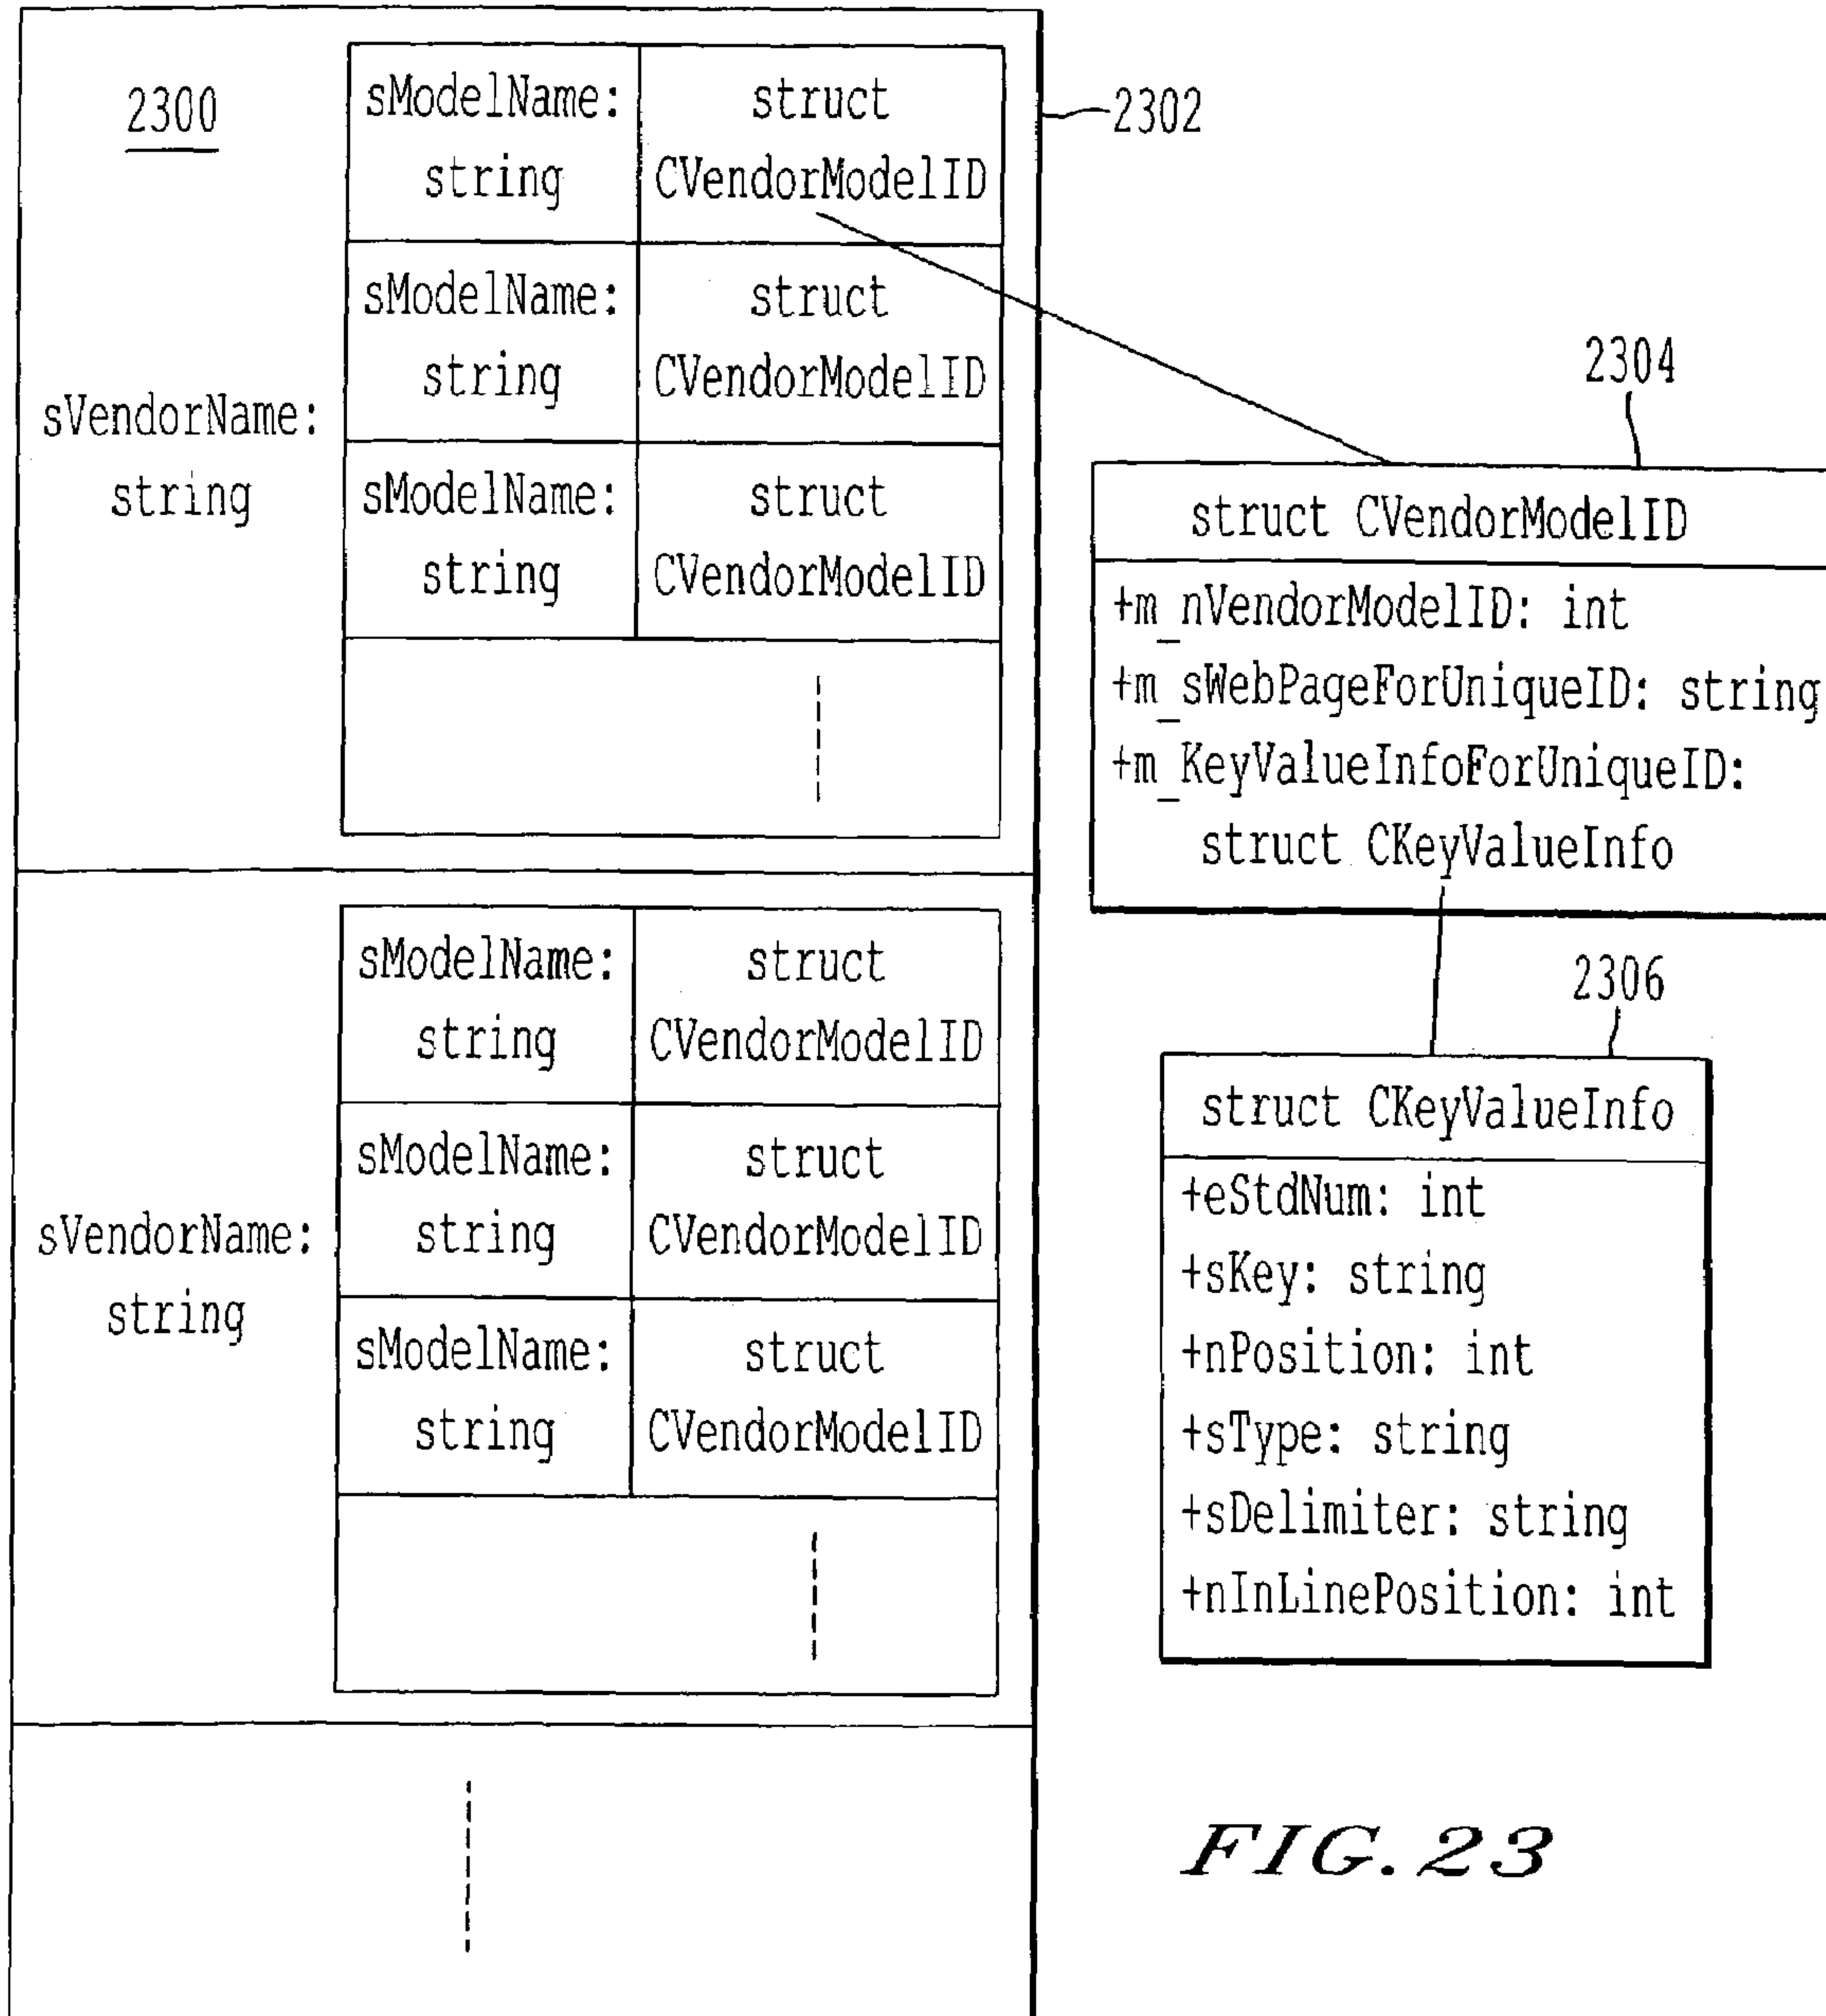 2300
sVendorName:
string
sModelName:
string
struct
CVendorModelID
sModelName:
string
struct
CVendorModelID
sModelName:
string
struct
CVendorModelID
2302
sVendorName:
string
sModelName:
string
struct
CVendorModelID
sModelName:
string
struct
CVendorModelID
sModelName:
string
struct
CVendorModelID
2304
struct CVendorModelID
+m_nVendorModelID: int
+m_sWebPageForUniqueID: string
+m_KeyValueInfoForUniqueID:
struct CKeyValueInfo
2306
struct CKeyValueInfo
+eStdNum: int
+sKey: string
+nPosition: int
+sType: string
+sDelimiter: string
+nInLinePosition: int
FIG. 23